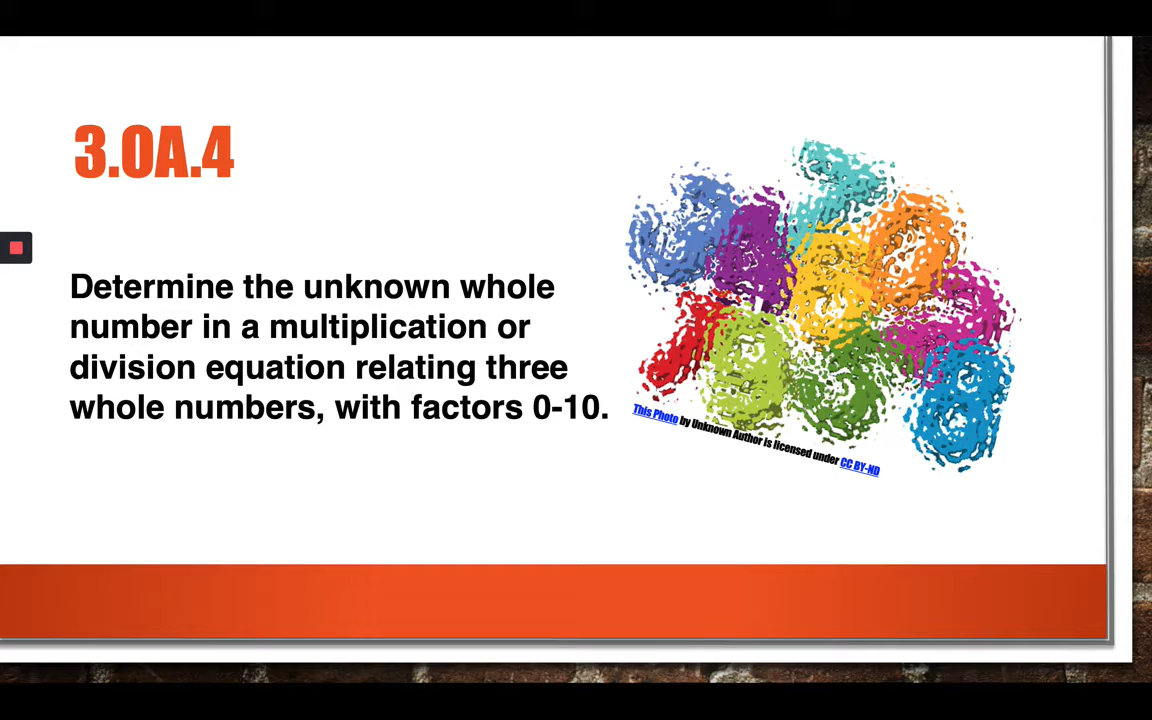 3.OA.4
Determine the unknown whole
number in a multiplication or
division equation relating three
whole numbers, with factors 0-10.
This Photo by Unknown Author is licensed under CC BY-ND